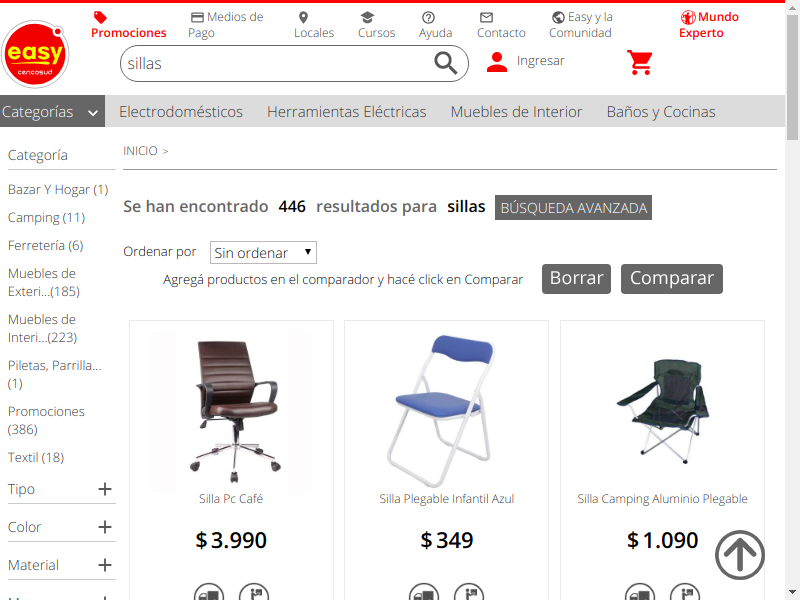 Promociones
Medios de
Pago
Locales
Cursos
Ayuda
Contacto
Easy y la
Comunidad
Mundo
Experto
easy
cencosud
sillas
Ingresar
Categorías
Electrodomésticos
Herramientas Eléctricas
Muebles de Interior
Baños y Cocinas
Categoría
Bazar Y Hogar (1)
Camping (11)
Ferretería (6)
Muebles de
Exteri...(185)
Muebles de
Interi...(223)
Piletas, Parrilla...
(1)
Promociones
(386)
Textil (18)
Tipo +
Color +
Material +
INICIO >
Se han encontrado 446 resultados para sillas BÚSQUEDA AVANZADA
Ordenar por Sin ordenar
Agregá productos en el comparador y hacé click en Comparar Borrar Comparar
Silla Pc Café
$ 3.990
Silla Plegable Infantil Azul
$ 349
Silla Camping Aluminio Plegable
$ 1.090